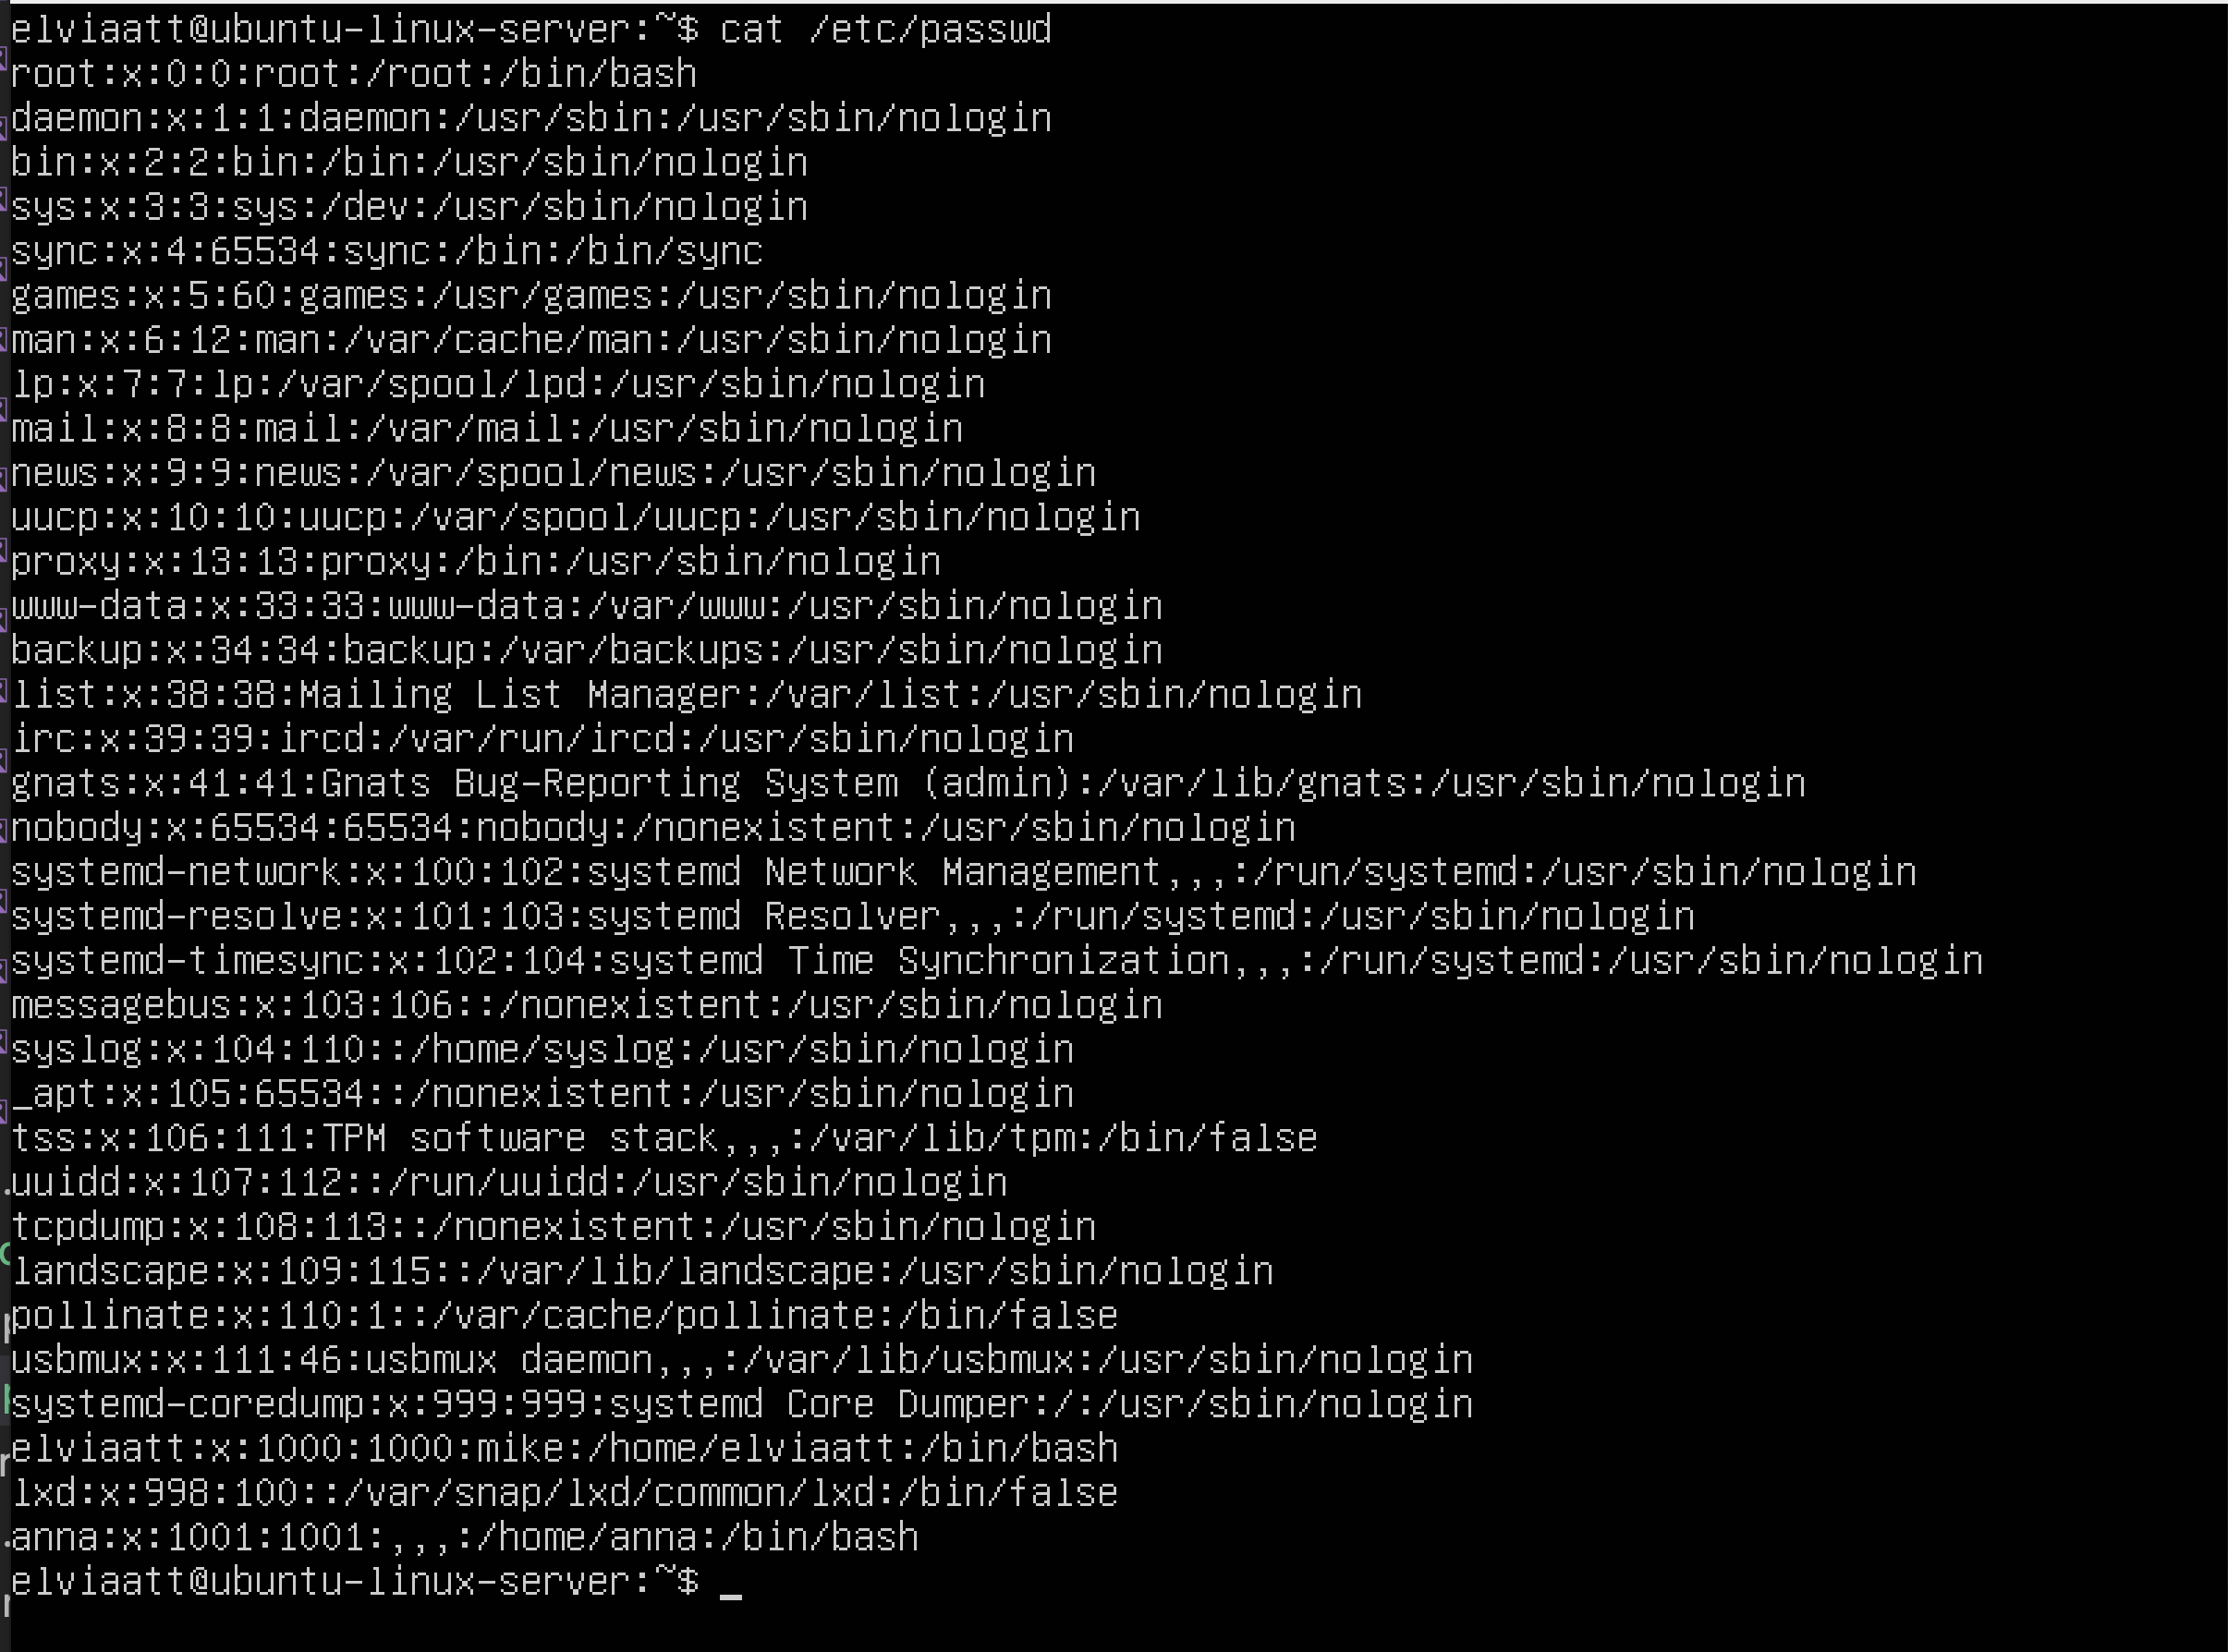 elviaatt@ubuntu-linux-server:~$ cat /etc/passwd
root:x:0:0:root:/root:/bin/bash
daemon:x:1:1:daemon:/usr/sbin:/usr/sbin/nologin
bin:x:2:2:bin:/bin:/usr/sbin/nologin
sys:x:3:3:sys:/dev:/usr/sbin/nologin
sync:x:4:65534:sync:/bin:/bin/sync
games:x:5:60:games:/usr/games:/usr/sbin/nologin
man:x:6:12:man:/var/cache/man:/usr/sbin/nologin
lp:x:7:7:lp:/var/spool/lpd:/usr/sbin/nologin
mail:x:8:8:mail:/var/mail:/usr/sbin/nologin
news:x:9:9:news:/var/spool/news:/usr/sbin/nologin
uucp:x:10:10:uucp:/var/spool/uucp:/usr/sbin/nologin
proxy:x:13:13:proxy:/bin:/usr/sbin/nologin
www-data:x:33:33:www-data:/var/www:/usr/sbin/nologin
backup:x:34:34:backup:/var/backups:/usr/sbin/nologin
list:x:38:38:Mailing List Manager:/var/list:/usr/sbin/nologin
irc:x:39:39:ircd:/var/run/ircd:/usr/sbin/nologin
gnats:x:41:41:Gnats Bug-Reporting System (admin):/var/lib/gnats:/usr/sbin/nologin
nobody:x:65534:65534:nobody:/nonexistent:/usr/sbin/nologin
systemd-network:x:100:102:systemd Network Management,,,:/run/systemd:/usr/sbin/nologin
systemd-resolve:x:101:103:systemd Resolver,,,:/run/systemd:/usr/sbin/nologin
systemd-timesync:x:102:104:systemd Time Synchronization,,,:/run/systemd:/usr/sbin/nologin
messagebus:x:103:106::/nonexistent:/usr/sbin/nologin
syslog:x:104:110::/home/syslog:/usr/sbin/nologin
_apt:x:105:65534::/nonexistent:/usr/sbin/nologin
tss:x:106:111:TPM software stack,,,:/var/lib/tpm:/bin/false
uuidd:x:107:112::/run/uuidd:/usr/sbin/nologin
tcpdump:x:108:113::/nonexistent:/usr/sbin/nologin
landscape:x:109:115::/var/lib/landscape:/usr/sbin/nologin
pollinate:x:110:1::/var/cache/pollinate:/bin/false
usbmux:x:111:46:usbmux daemon,,,:/var/lib/usbmux:/usr/sbin/nologin
systemd-coredump:x:999:999:systemd Core Dumper:/:/usr/sbin/nologin
elviaatt:x:1000:1000:mike:/home/elviaatt:/bin/bash
lxd:x:998:100::/var/snap/lxd/common/lxd:/bin/false
anna:x:1001:1001:,,,:/home/anna:/bin/bash
elviaatt@ubuntu-linux-server:~$ _